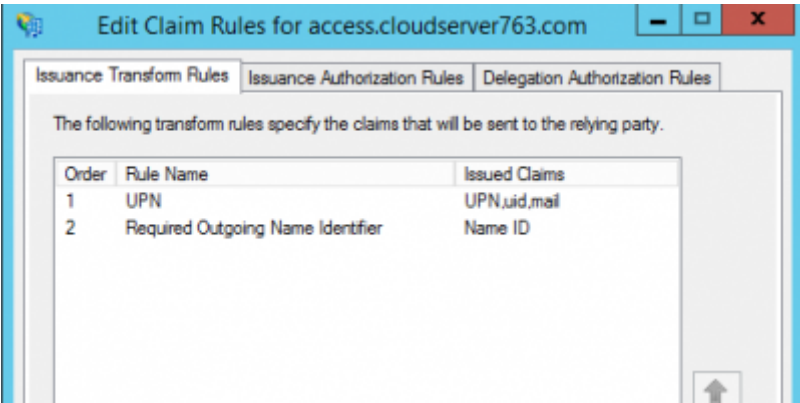 Edit Claim Rules for access.cloudserver763.com
Issuance Transform Rules Issuance Authorization Rules Delegation Authorization Rules
The following transform rules specify the claims that will be sent to the relying party.
Order Rule Name Issued Claims
1 UPN UPN,uid,mail
2 Required Outgoing Name Identifier Name ID